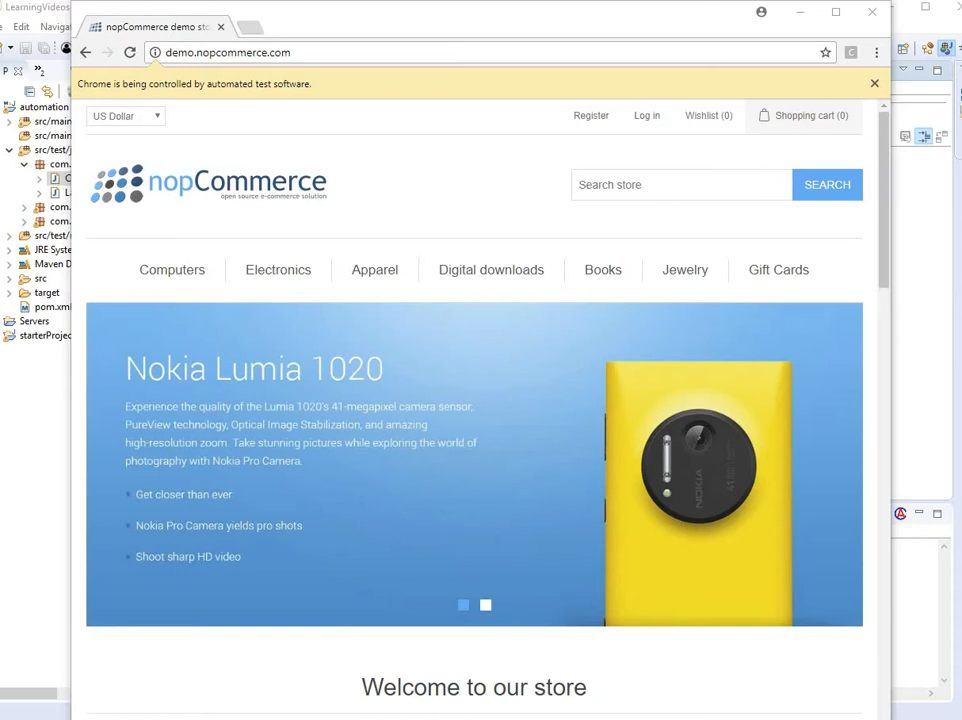 LearningVideos
nopCommerce demo sto
Edit
Navigat
demo.nopcommerce.com
C
P
»2
Chrome is being controlled by automated test software.
automation
US Dollar
Register
Log in
Wishlist (0)
Shopping cart (0)
src/main
src/main
src/test/j
com.
C
L
com.
com.
src/test/r
JRE Syste
Maven D
src
target
pom.xml
Servers
starterProjec
nopCommerce
open source e-commerce solution
Search store
SEARCH
Computers
Electronics
Apparel
Digital downloads
Books
Jewelry
Gift Cards
Nokia Lumia 1020
Experience the quality of the Lumia 1020's 41-megapixel camera sensor,
PureView technology, Optical Image Stabilization, and amazing
high-resolution zoom. Take stunning pictures while exploring the world of
photography with Nokia Pro Camera.
Get closer than ever
Nokia Pro Camera yields pro shots
Shoot sharp HD video
NOKIA
Welcome to our store